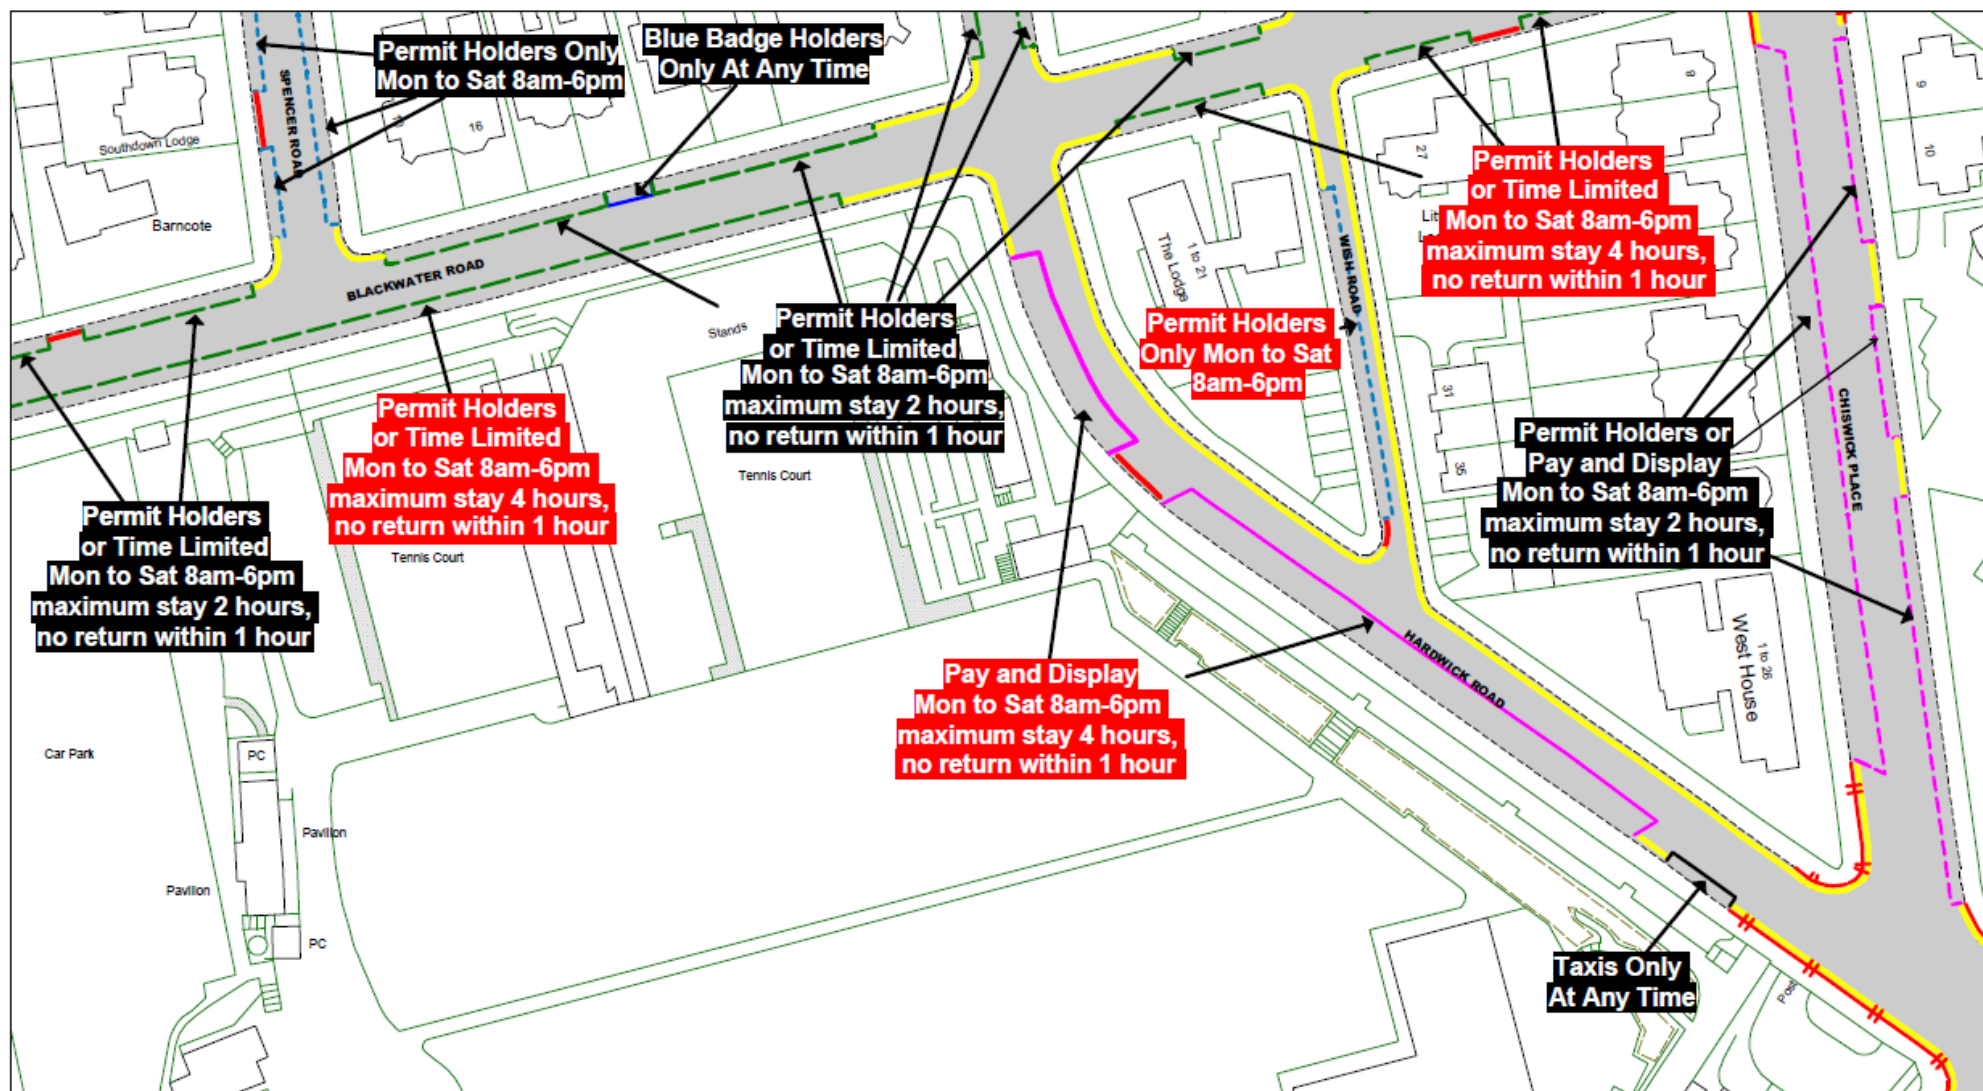 Permit Holders Only
Mon to Sat 8am-6pm
Blue Badge Holders
Only At Any Time
SPENCER ROAD
Southdown Lodge
16
Barncote
8
9
10
27
Permit Holders
or Time Limited
Mon to Sat 8am-6pm
maximum stay 4 hours,
no return within 1 hour
BLACKWATER ROAD
1 to 21
The Lodge
WISH ROAD
Stands
Permit Holders
or Time Limited
Mon to Sat 8am-6pm
maximum stay 2 hours,
no return within 1 hour
Permit Holders
Only Mon to Sat
8am-6pm
31
35
CHISWICK PLACE
Permit Holders
or Time Limited
Mon to Sat 8am-6pm
maximum stay 4 hours,
no return within 1 hour
Permit Holders or
Pay and Display
Mon to Sat 8am-6pm
maximum stay 2 hours,
no return within 1 hour
Tennis Court
Tennis Court
Permit Holders
or Time Limited
Mon to Sat 8am-6pm
maximum stay 2 hours,
no return within 1 hour
HARDWICK ROAD
1 to 26
West House
Pay and Display
Mon to Sat 8am-6pm
maximum stay 4 hours,
no return within 1 hour
Car Park
PC
Pavilion
Pavilion
PC
Taxis Only
At Any Time
Post